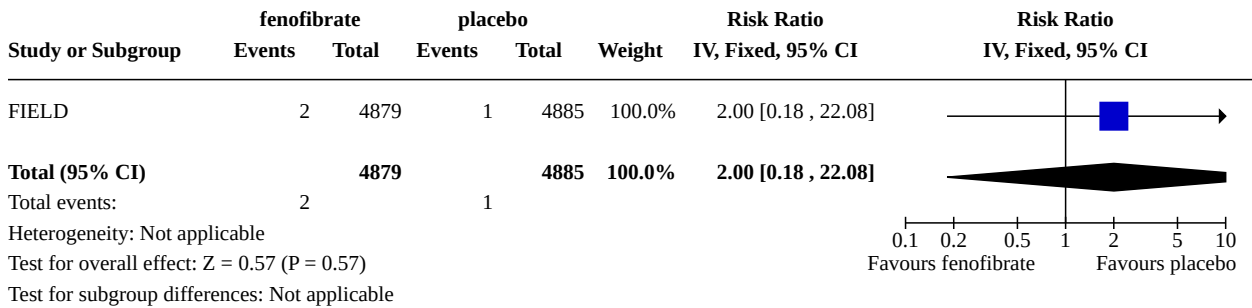 fenofibrate placebo Risk Ratio Risk Ratio
Study or Subgroup Events Total Events Total Weight IV, Fixed, 95% CI IV, Fixed, 95% CI
FIELD 2 4879 1 4885 100.0% 2.00 [0.18 , 22.08]
Total (95% CI) 4879 4885 100.0% 2.00 [0.18 , 22.08]
Total events: 2 1
Heterogeneity: Not applicable
0.1 0.2 0.5 1 2 5 10
Test for overall effect: Z = 0.57 (P = 0.57)
Favours fenofibrate Favours placebo
Test for subgroup differences: Not applicable